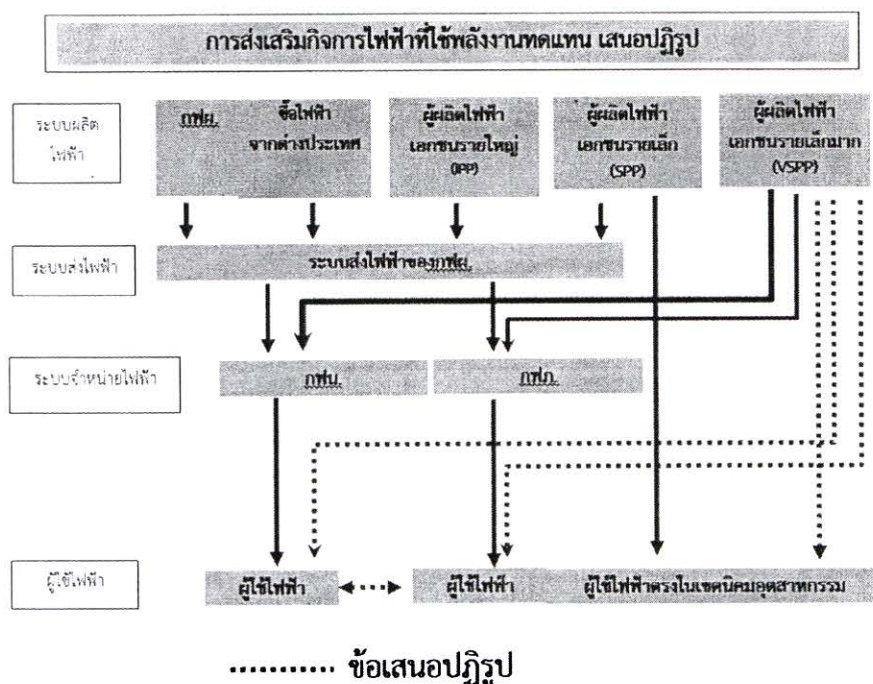 การส่งเสริมกิจการไฟฟ้าที่ใช้พลังงานทดแทน เสนอปฏิรูป
ระบบผลิต
ไฟฟ้า
กฟผ.
ซื้อไฟฟ้า
จากต่างประเทศ
ผู้ผลิตไฟฟ้า
เอกชนรายใหญ่
(IPP)
ผู้ผลิตไฟฟ้า
เอกชนรายเล็ก
(SPP)
ผู้ผลิตไฟฟ้า
เอกชนรายเล็กมาก
(VSPP)
ระบบส่งไฟฟ้า
ระบบส่งไฟฟ้าของกฟผ.
ระบบจำหน่ายไฟฟ้า
กฟน.
กฟภ.
ผู้ใช้ไฟฟ้า
ผู้ใช้ไฟฟ้า
ผู้ใช้ไฟฟ้า
ผู้ใช้ไฟฟ้าตรงในเขตนิคมอุตสาหกรรม
............ ข้อเสนอปฏิรูป